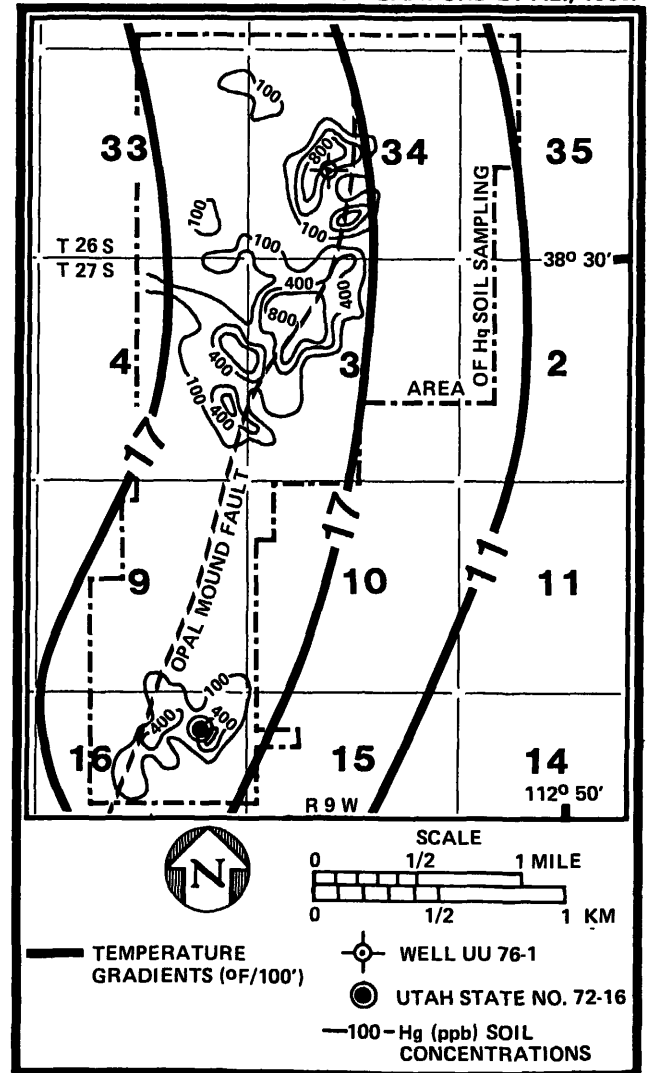 100
33
800
34
35
100
100
T 26 S
T 27 S
100
400
38° 30'
800
400
OF Hg SOIL SAMPLING
4
400
3
AREA
2
100
400
17
17
11
OPAL MOUND FAULT
9
10
11
100
400
400
16
15
14
R 9 W
112° 50'
N
SCALE
0 1/2 1 MILE
0 1/2 1 KM
TEMPERATURE
GRADIENTS (°F/100')
WELL UU 76-1
UTAH STATE NO. 72-16
—100– Hg (ppb) SOIL
CONCENTRATIONS